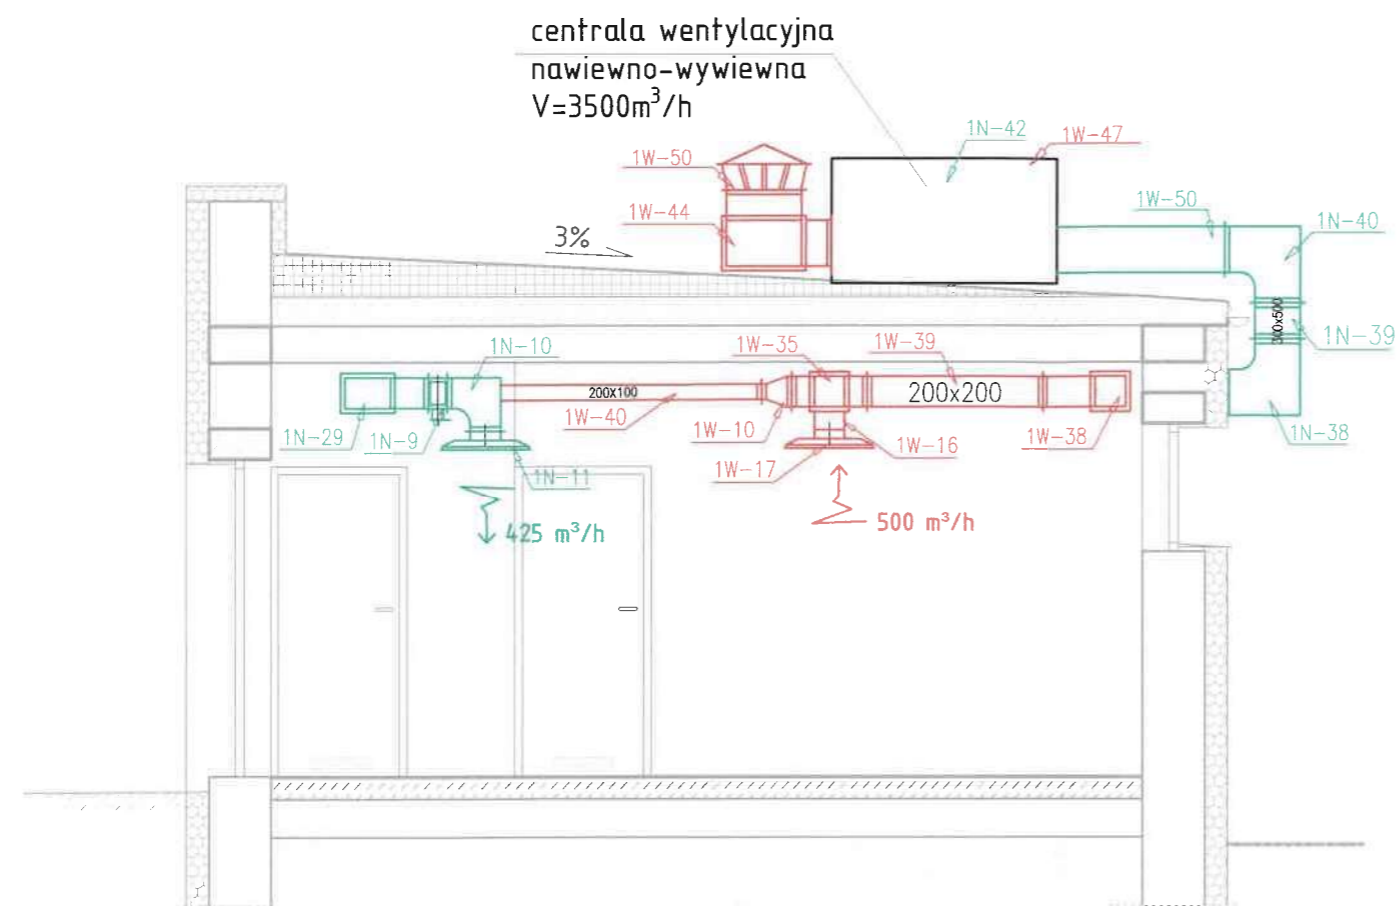 centrala wentylacyjna
nawiewno-wywiewna
V=3500m³/h
1N-42
1W-47
1W-50
1W-44
1W-50
1N-40
3%
300x500
1N-39
1N-10
1W-35
1W-39
200x100
200x200
1N-29
1N-9
1W-40
1W-10
1W-16
1W-38
1N-38
1N-11
1W-17
425 m³/h
500 m³/h